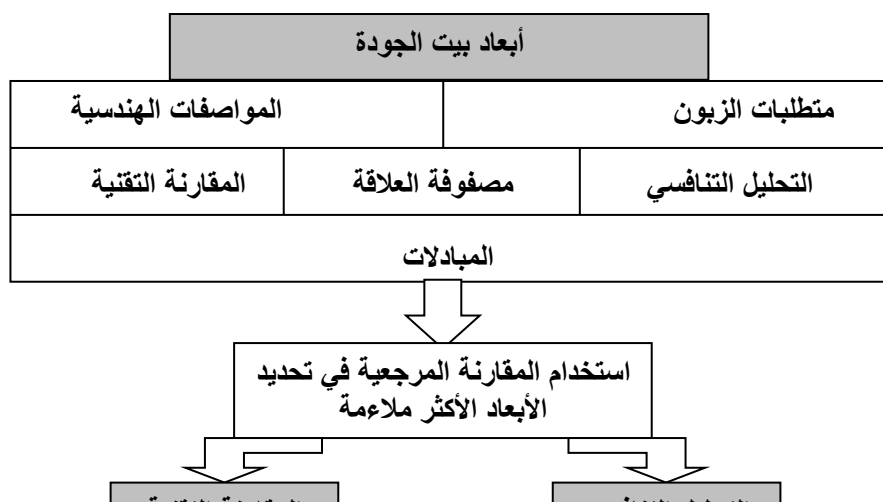 أبعاد بيت الجودة
متطلبات الزبون
المواصفات الهندسية
التحليل التنافسي
مصفوفة العلاقة
المقارنة التقنية
المبادلات
استخدام المقارنة المرجعية في تحديد
الأبعاد الأكثر ملاءمة